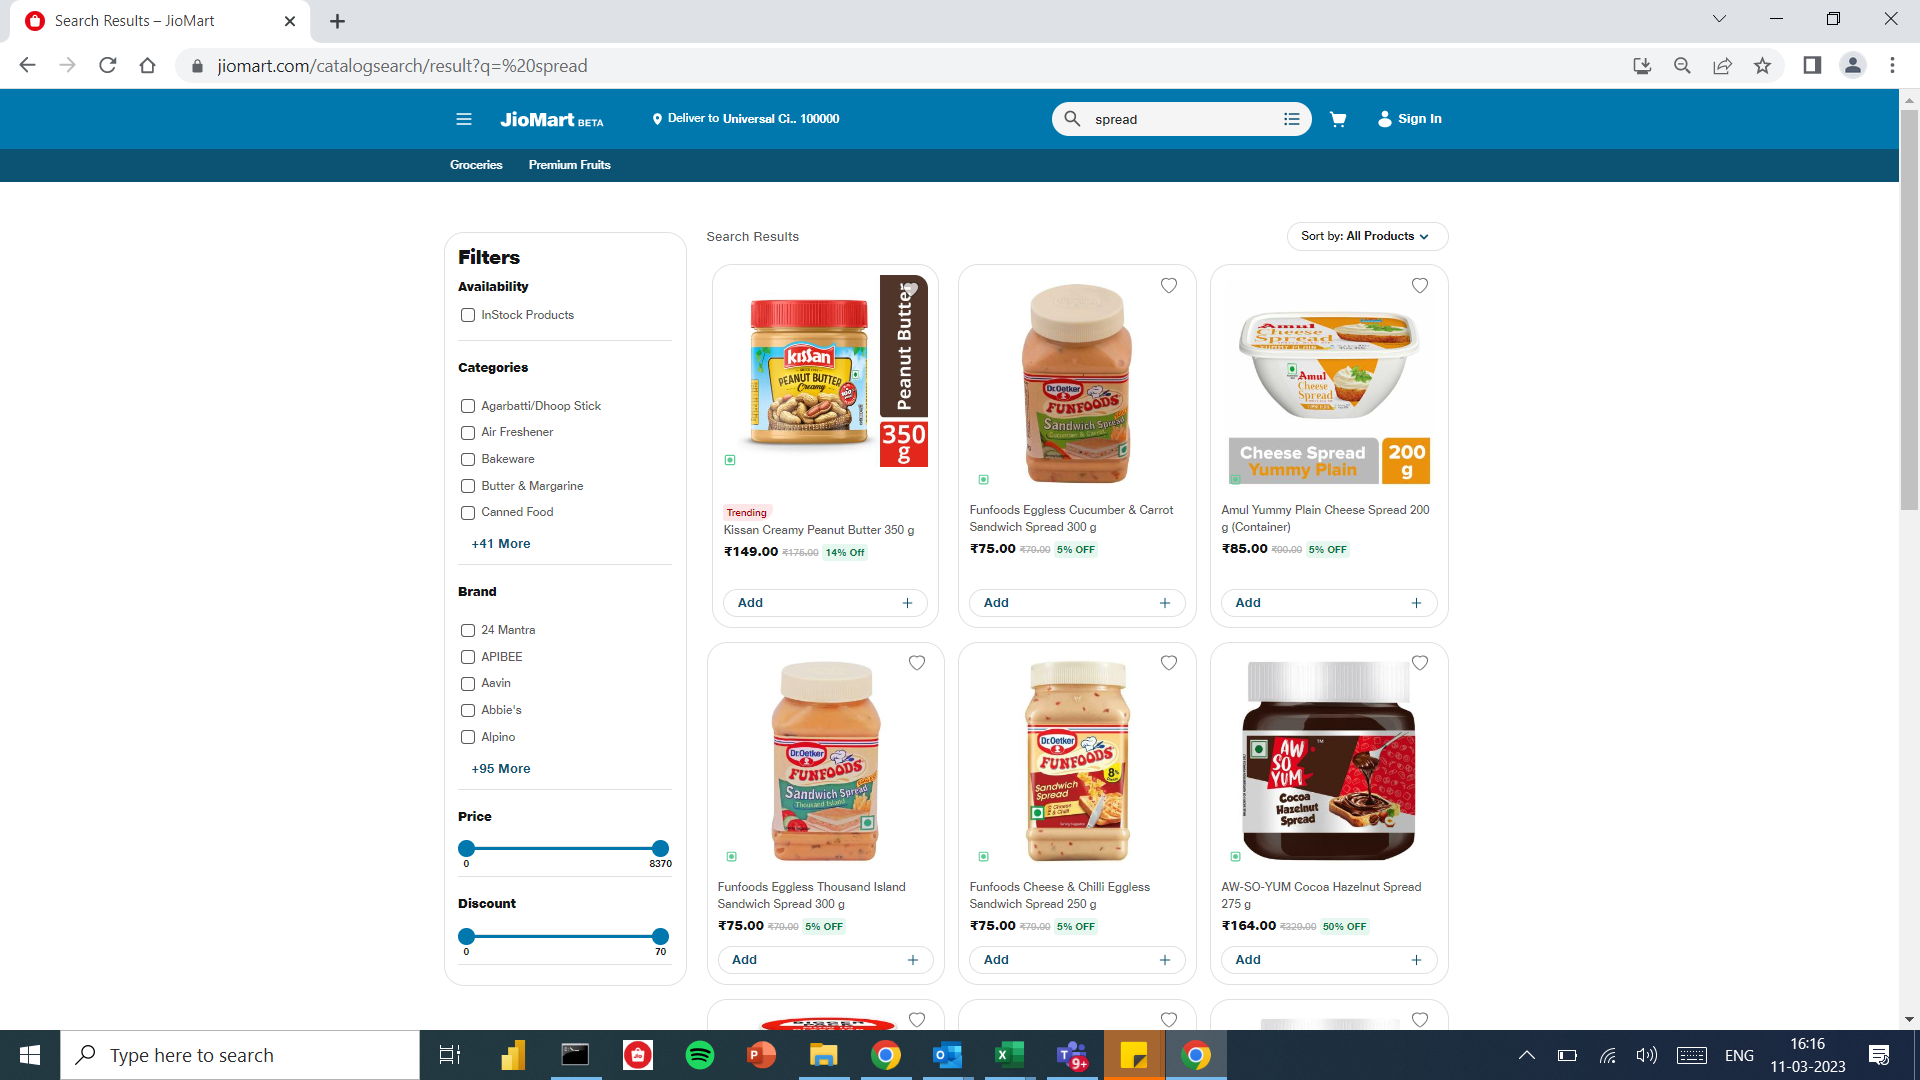 Search Results – JioMart
jiomart.com/catalogsearch/result?q=%20spread
JioMart BETA
Deliver to Universal Ci.. 100000
spread
Sign In
Groceries
Premium Fruits
Filters
Availability
InStock Products
Categories
Agarbatti/Dhoop Stick
Air Freshener
Bakeware
Butter & Margarine
Canned Food
+41 More
Brand
24 Mantra
APIBEE
Aavin
Abbie's
Alpino
+95 More
Price
0
8370
Discount
0
70
Search Results
Sort by: All Products
Kissan
PEANUT BUTTER
Creamy
Peanut Butter
350
g
Trending
Kissan Creamy Peanut Butter 350 g
₹149.00 ₹175.00 14% Off
Add
Dr.Oetker
FUNFOODS
Sandwich Spread
Cucumber & Carrot
Funfoods Eggless Cucumber & Carrot
Sandwich Spread 300 g
₹75.00 ₹79.00 5% OFF
Add
Amul
Cheese
Spread
YUMMY PLAIN
Amul
Cheese
Spread
Cheese Spread
Yummy Plain
200
g
Amul Yummy Plain Cheese Spread 200
g (Container)
₹85.00 ₹90.00 5% OFF
Add
Dr.Oetker
FUNFOODS
Sandwich Spread
Thousand Island
Funfoods Eggless Thousand Island
Sandwich Spread 300 g
₹75.00 ₹79.00 5% OFF
Add
Dr.Oetker
FUNFOODS
8%
Sandwich
Spread
Cheese
& Chilli
Funfoods Cheese & Chilli Eggless
Sandwich Spread 250 g
₹75.00 ₹79.00 5% OFF
Add
AW
SO
YUM
TM
Cocoa
Hazelnut
Spread
AW-SO-YUM Cocoa Hazelnut Spread
275 g
₹164.00 ₹329.00 50% OFF
Add
Type here to search
9+
ENG
16:16
11-03-2023